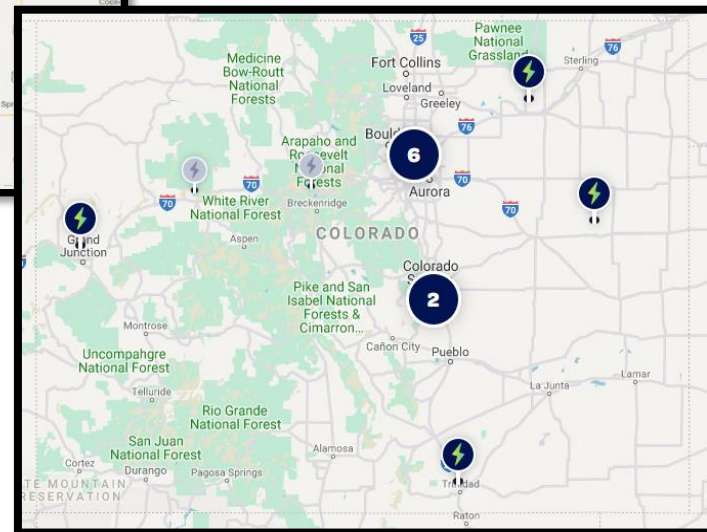 Pawnee
National
Grassland
25
76
Sterling
Fort Collins
Loveland
Greeley
Medicine
Bow-Routt
National
Forests
76
6
Aurora
Arapaho and
National
Forests
70
70
70
70
White River
National Forest
Breckenridge
Grand
Junction
Aspen
COLORADO
Colorado
2
Pike and San
Isabel National
Forests &
Cimarron...
Montrose
Cañon City
Pueblo
Uncompahgre
National Forest
La Junta
Lamar
Telluride
Rio Grande
National Forest
San Juan
National Forest
Alamosa
Cortez
Durango
Pagosa Springs
Trinidad
MOUNTAIN
RESERVATION
Raton